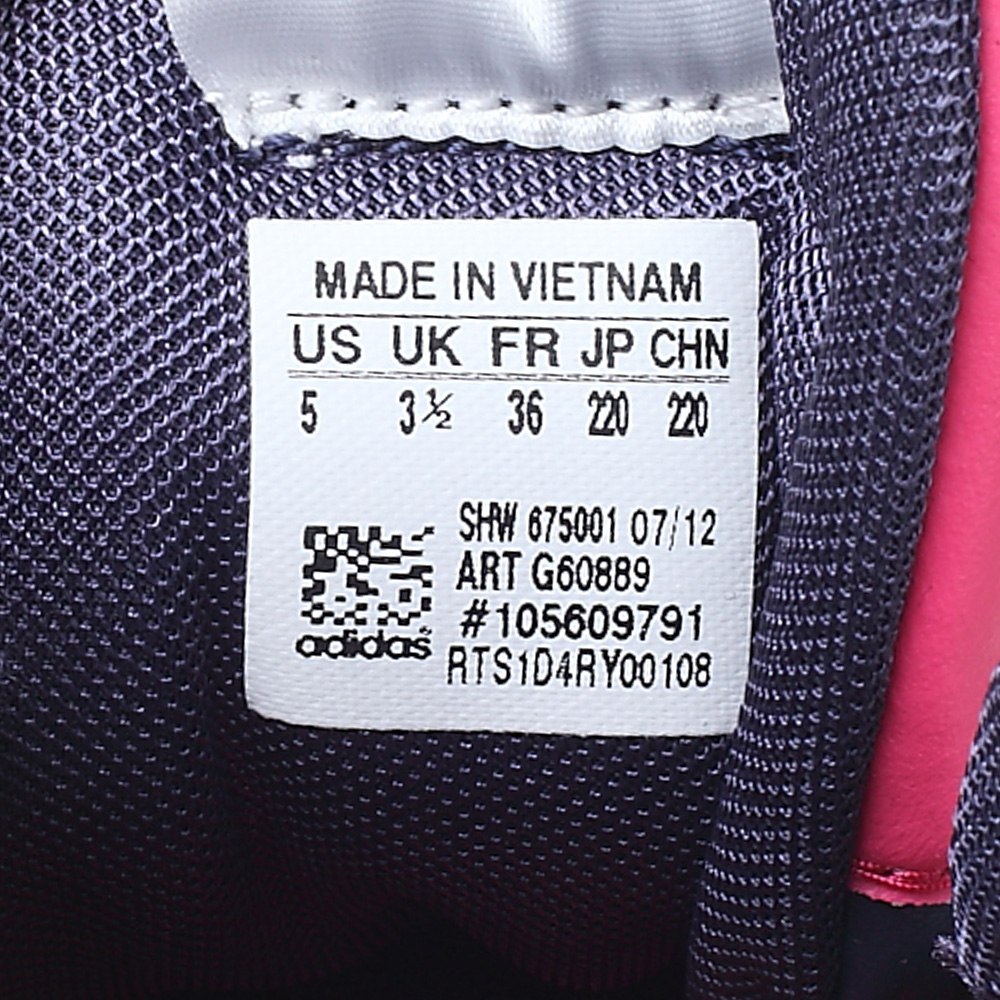 MADE IN VIETNAM
US UK FR JP CHN
5 3½ 36 220 220
SHW 675001 07/12
ART G60889
#105609791
adidas
RTS1D4RY00108